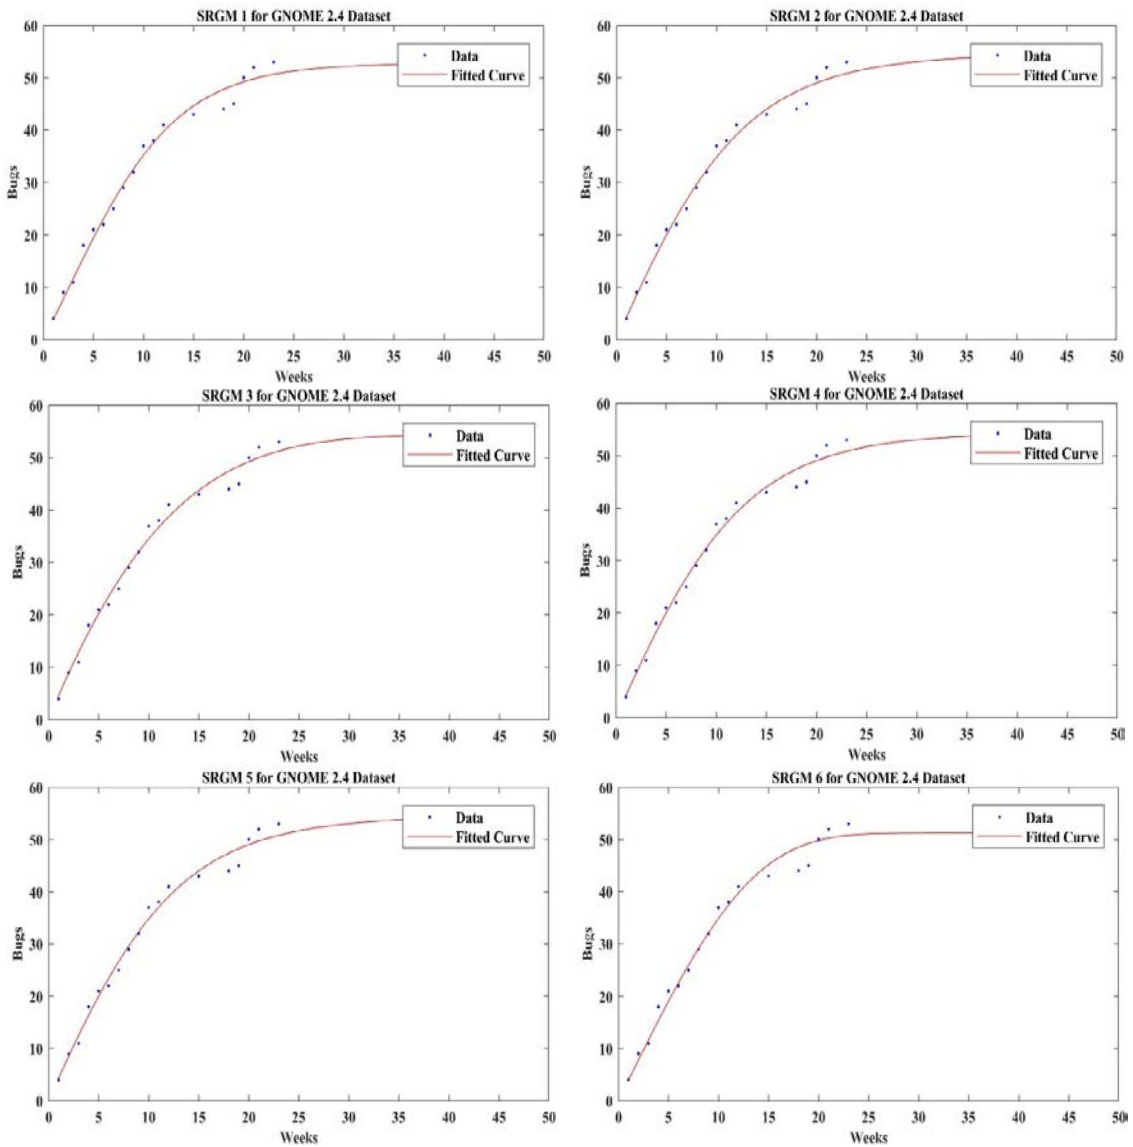 SRGM 1 for GNOME 2.4 Dataset
60
50
40
30
20
10
0
Bugs
Data
Fitted Curve
0 5 10 15 20 25 30 35 40 45 50
Weeks
SRGM 2 for GNOME 2.4 Dataset
60
50
40
30
20
10
0
Bugs
Data
Fitted Curve
0 5 10 15 20 25 30 35 40 45 50
Weeks
SRGM 3 for GNOME 2.4 Dataset
60
50
40
30
20
10
0
Bugs
Data
Fitted Curve
0 5 10 15 20 25 30 35 40 45 50
Weeks
SRGM 4 for GNOME 2.4 Dataset
60
50
40
30
20
10
0
Bugs
Data
Fitted Curve
0 5 10 15 20 25 30 35 40 45 50
Weeks
SRGM 5 for GNOME 2.4 Dataset
60
50
40
30
20
10
0
Bugs
Data
Fitted Curve
0 5 10 15 20 25 30 35 40 45 50
Weeks
SRGM 6 for GNOME 2.4 Dataset
60
50
40
30
20
10
0
Bugs
Data
Fitted Curve
0 5 10 15 20 25 30 35 40 45 50
Weeks